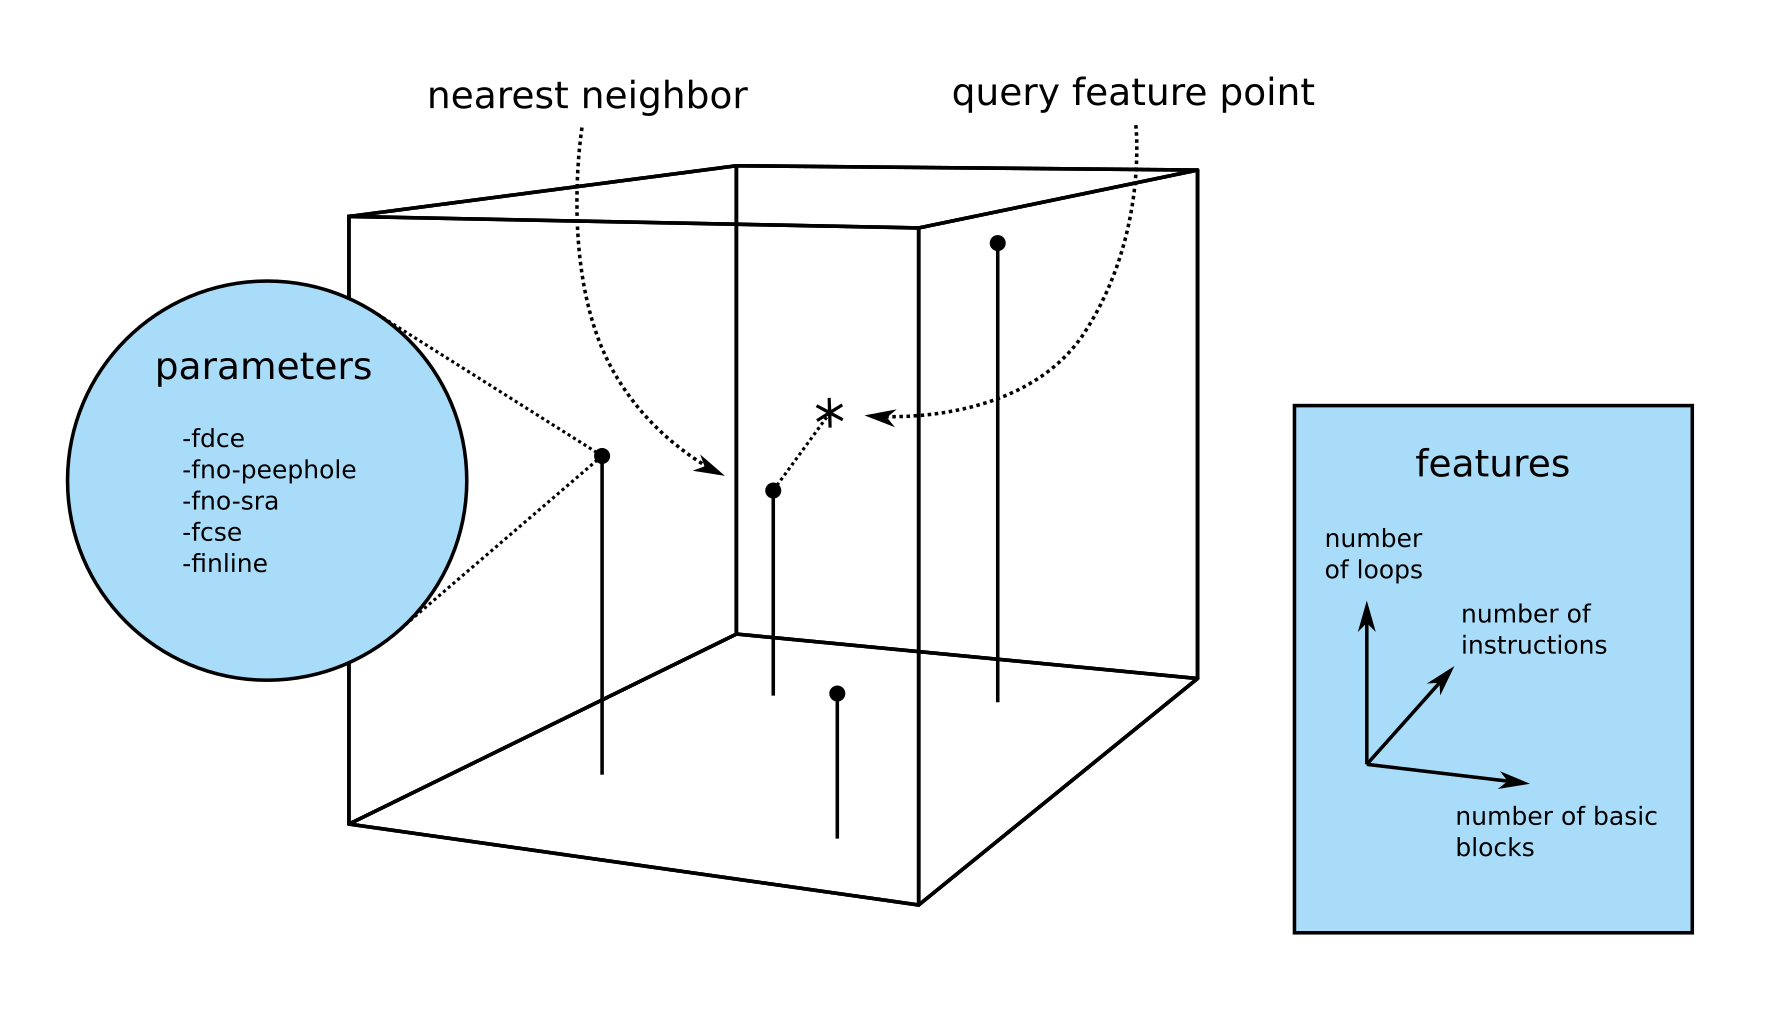 nearest neighbor
query feature point
parameters
-fdce
-fno-peephole
-fno-sra
-fcse
-finline
*
features
number
of loops
number of
instructions
number of basic
blocks